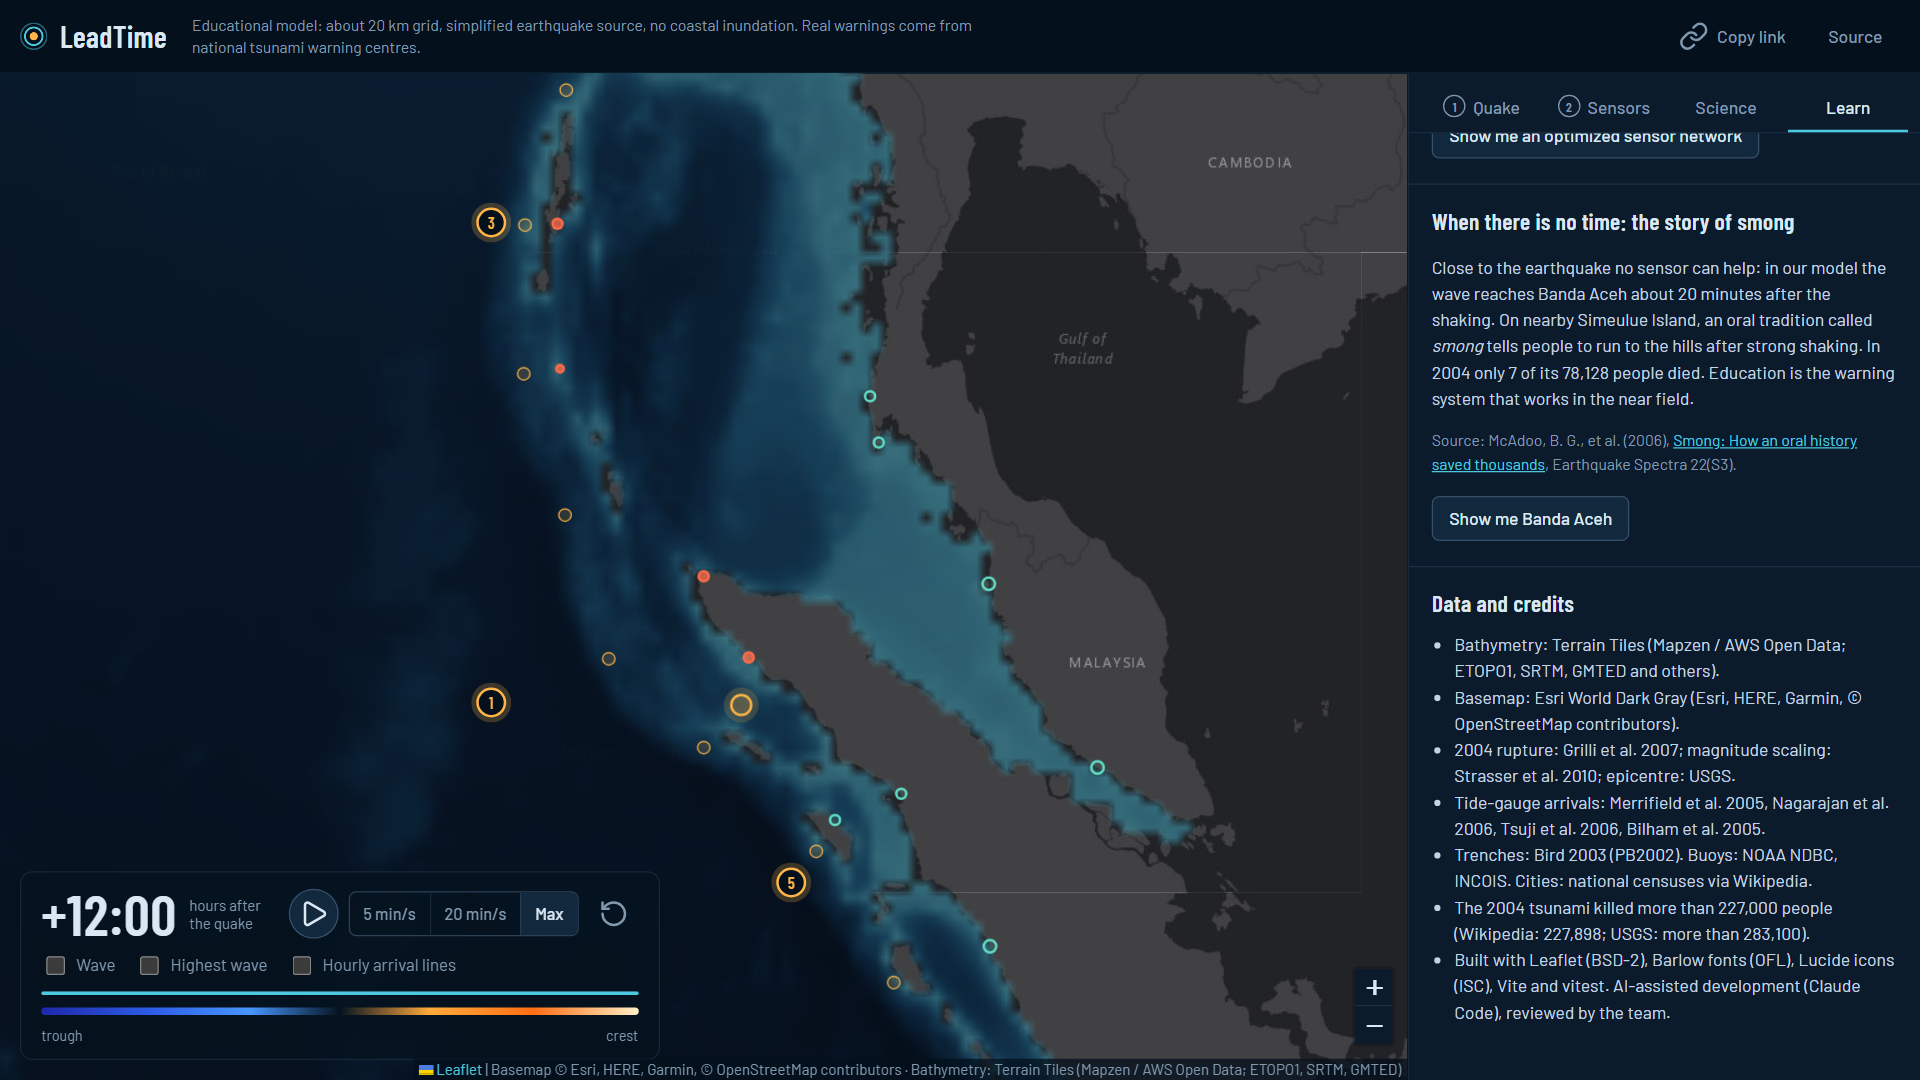 LeadTime
Educational model: about 20 km grid, simplified earthquake source, no coastal inundation. Real warnings come from
national tsunami warning centres.
Copy link
Source
1 Quake
2 Sensors
Science
Learn
Show me an optimized sensor network
When there is no time: the story of smong
Close to the earthquake no sensor can help: in our model the
wave reaches Banda Aceh about 20 minutes after the
shaking. On nearby Simeulue Island, an oral tradition called
smong tells people to run to the hills after strong shaking. In
2004 only 7 of its 78,128 people died. Education is the warning
system that works in the near field.
Source: McAdoo, B. G., et al. (2006), Smong: How an oral history
saved thousands, Earthquake Spectra 22(S3).
Show me Banda Aceh
Data and credits
Bathymetry: Terrain Tiles (Mapzen / AWS Open Data;
ETOPO1, SRTM, GMTED and others).
Basemap: Esri World Dark Gray (Esri, HERE, Garmin, ©
OpenStreetMap contributors).
2004 rupture: Grilli et al. 2007; magnitude scaling:
Strasser et al. 2010; epicentre: USGS.
Tide-gauge arrivals: Merrifield et al. 2005, Nagarajan et al.
2006, Tsuji et al. 2006, Bilham et al. 2005.
Trenches: Bird 2003 (PB2002). Buoys: NOAA NDBC,
INCOIS. Cities: national censuses via Wikipedia.
The 2004 tsunami killed more than 227,000 people
(Wikipedia: 227,898; USGS: more than 283,100).
Built with Leaflet (BSD-2), Barlow fonts (OFL), Lucide icons
(ISC), Vite and vitest. AI-assisted development (Claude
Code), reviewed by the team.
CAMBODIA
3
Gulf of
Thailand
MALAYSIA
1
5
+12:00
hours after
the quake
5 min/s
20 min/s
Max
Wave
Highest wave
Hourly arrival lines
trough
crest
+
−
Leaflet | Basemap © Esri, HERE, Garmin, © OpenStreetMap contributors · Bathymetry: Terrain Tiles (Mapzen / AWS Open Data; ETOPO1, SRTM, GMTED)